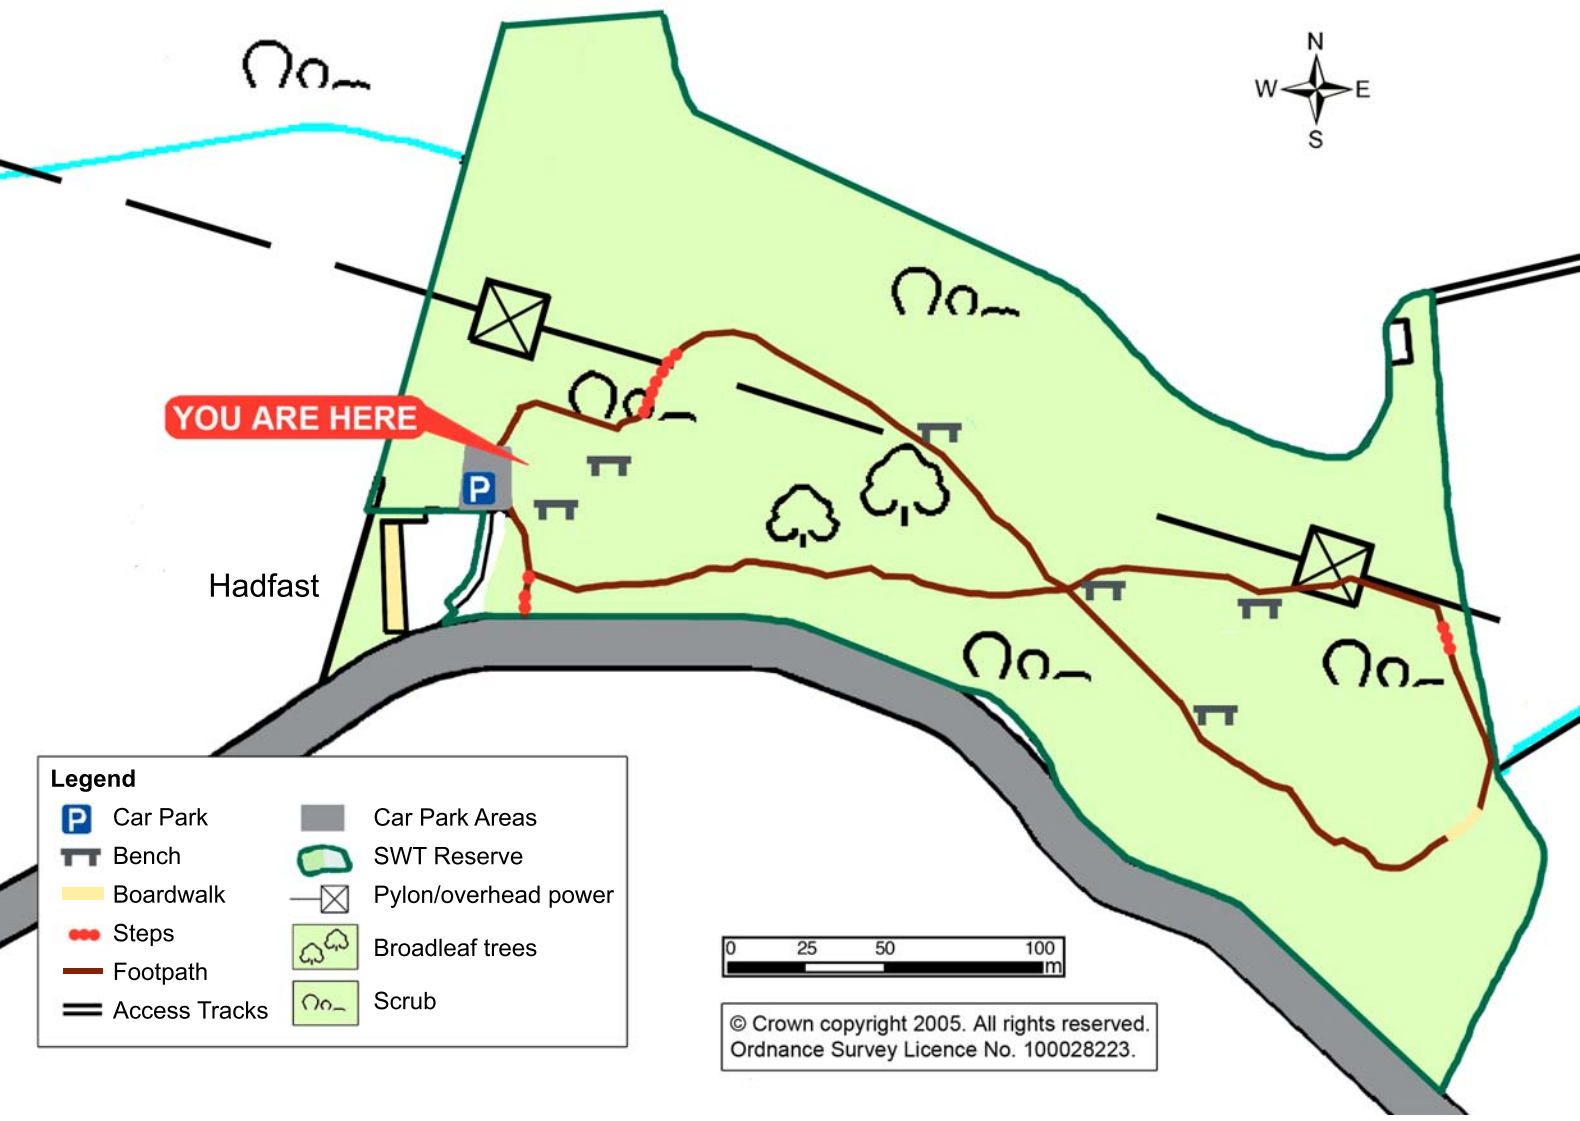 N
W E
S
YOU ARE HERE
P
Hadfast
Legend
P Car Park
Bench
Boardwalk
Steps
Footpath
Access Tracks
Car Park Areas
SWT Reserve
Pylon/overhead power
Broadleaf trees
Scrub
0 25 50 100
m
© Crown copyright 2005. All rights reserved.
Ordnance Survey Licence No. 100028223.